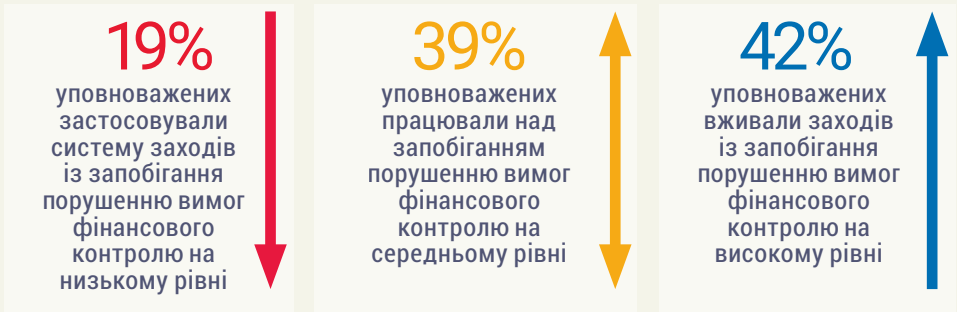 19%
уповноважених
застосовували
систему заходів
із запобігання
порушенню вимог
фінансового
контролю на
низькому рівні
39%
уповноважених
працювали над
запобіганням
порушенню вимог
фінансового
контролю на
середньому рівні
42%
уповноважених
вживали заходів
із запобігання
порушенню вимог
фінансового
контролю на
високому рівні